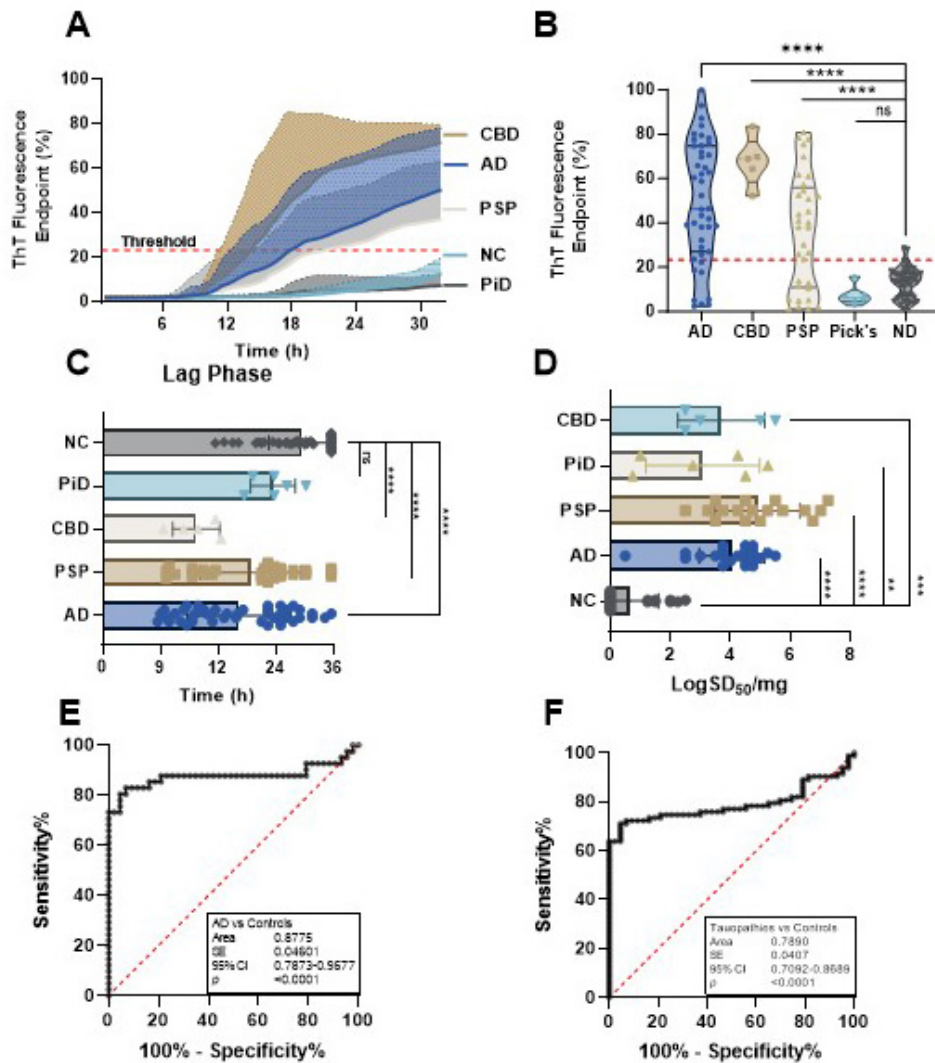 A
ThT Fluorescence
Endpoint (%)
100
80
60
40
20
0
Threshold
CBD
AD
PSP
NC
PiD
6
12
18
24
30
Time (h)
B
ThT Fluorescence
Endpoint (%)
100
80
60
40
20
0
****
****
****
ns
AD
CBD
PSP
Pick's
ND
C
Lag Phase
NC
PiD
CBD
PSP
AD
ns
****
****
****
0
9
12
24
36
Time (h)
D
CBD
PiD
PSP
AD
NC
****
****
**
***
0
2
4
6
8
LogSD50/mg
E
Sensitivity%
100
80
60
40
20
0
AD vs Controls
Area 0.8775
SE 0.04601
95% CI 0.7873-0.9677
ρ <0.0001
0
20
40
60
80
100
100% - Specificity%
F
Sensitivity%
100
80
60
40
20
0
Tauopathies vs Controls
Area 0.7890
SE 0.0407
95% CI 0.7092-0.8689
ρ <0.0001
0
20
40
60
80
100
100% - Specificity%